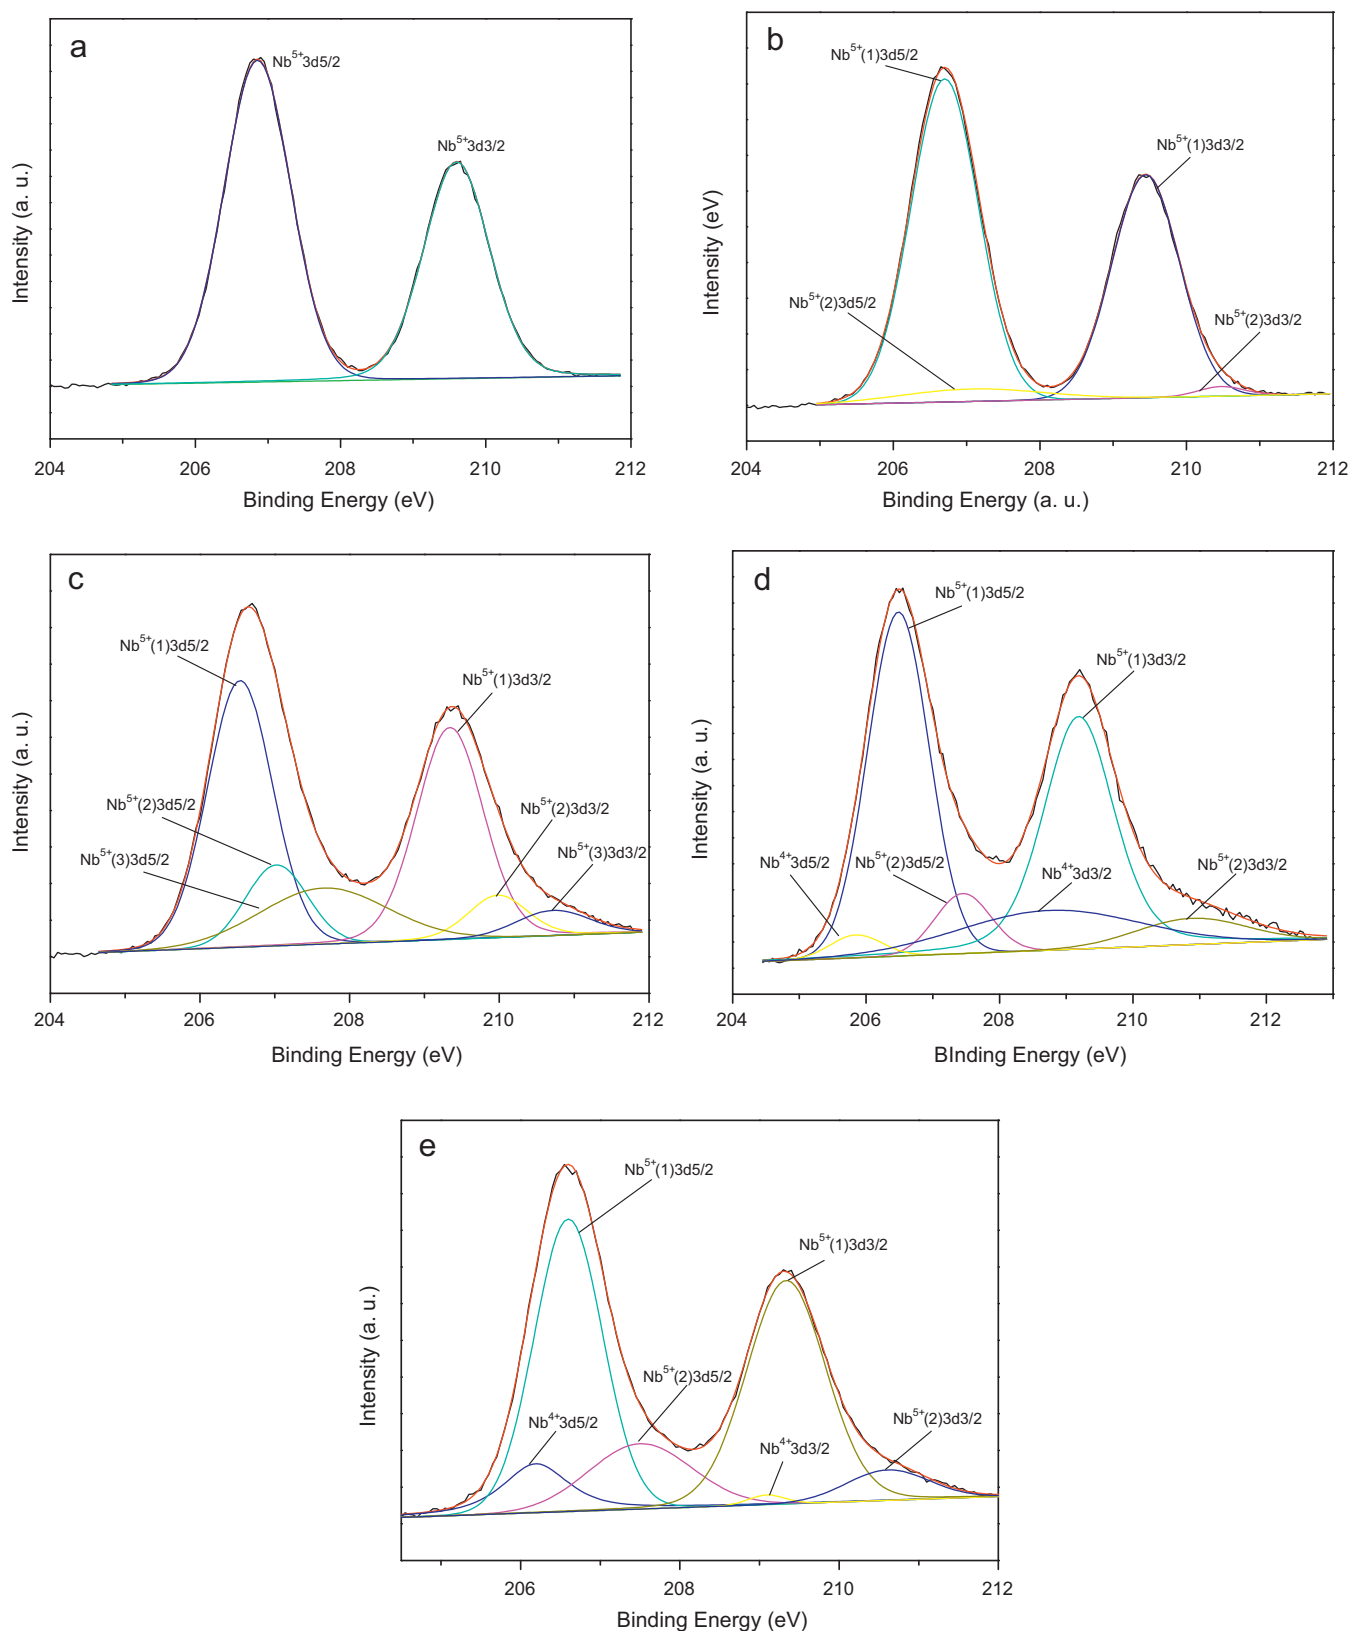 a
Nb5+3d5/2
Nb5+3d3/2
Intensity (a. u.)
204 206 208 210 212
Binding Energy (eV)
b
Nb5+(1)3d5/2
Nb5+(1)3d3/2
Nb5+(2)3d5/2
Nb5+(2)3d3/2
Intensity (eV)
204 206 208 210 212
Binding Energy (a. u.)
c
Nb5+(1)3d5/2
Nb5+(1)3d3/2
Nb5+(2)3d5/2
Nb5+(2)3d3/2
Nb5+(3)3d5/2
Nb5+(3)3d3/2
Intensity (a. u.)
204 206 208 210 212
Binding Energy (eV)
d
Nb5+(1)3d5/2
Nb5+(1)3d3/2
Nb4+3d5/2
Nb5+(2)3d5/2
Nb4+3d3/2
Nb5+(2)3d3/2
Intensity (a. u.)
204 206 208 210 212
BInding Energy (eV)
e
Nb5+(1)3d5/2
Nb5+(1)3d3/2
Nb5+(2)3d5/2
Nb4+3d5/2
Nb4+3d3/2
Nb5+(2)3d3/2
Intensity (a. u.)
206 208 210 212
Binding Energy (eV)